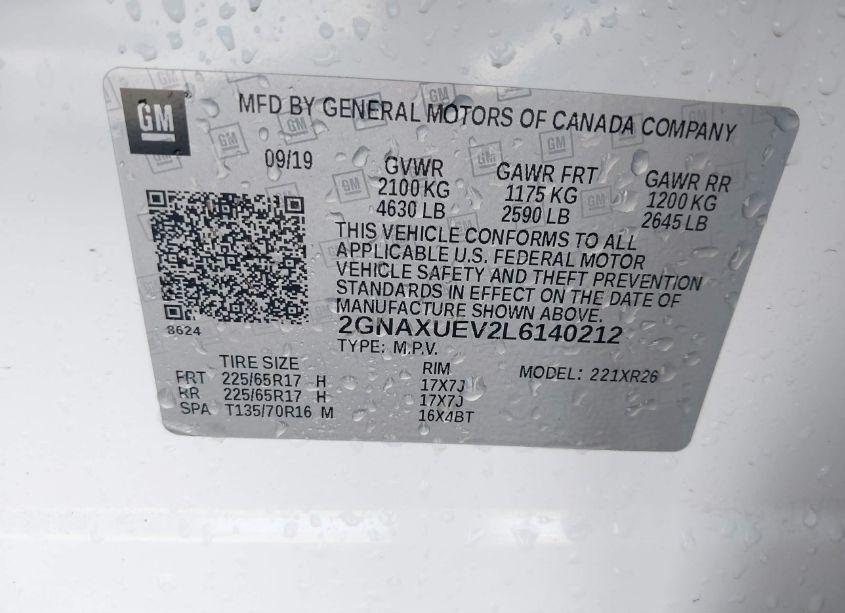 GM
MFD BY GENERAL MOTORS OF CANADA COMPANY
09/19
GVWR
2100 KG
4630 LB
GAWR FRT
1175 KG
2590 LB
GAWR RR
1200 KG
2645 LB
THIS VEHICLE CONFORMS TO ALL
APPLICABLE U.S. FEDERAL MOTOR
VEHICLE SAFETY AND THEFT PREVENTION
STANDARDS IN EFFECT ON THE DATE OF
MANUFACTURE SHOWN ABOVE.
8624
2GNAXUEV2L6140212
TYPE: M.P.V.
TIRE SIZE
RIM
MODEL: 221XR26
FRT 225/65R17 H 17X7J
RR 225/65R17 H 17X7J
SPA T135/70R16 M 16X4BT